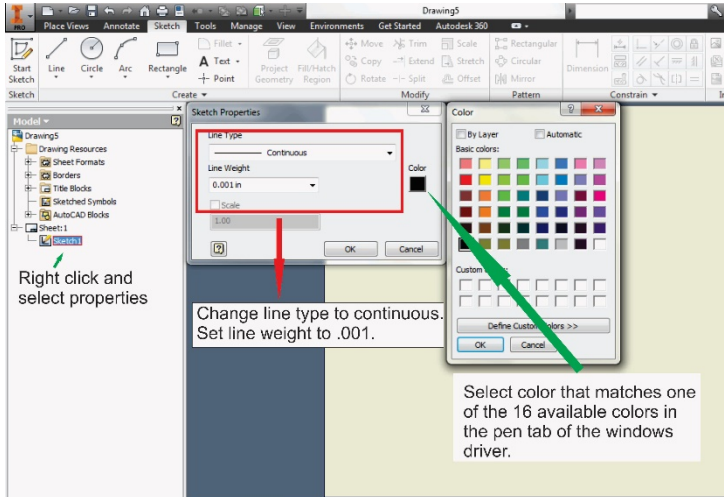 Drawing5
PRO
Place Views Annotate Sketch Tools Manage View Environments Get Started Autodesk 360
Start Sketch
Line
Circle
Arc
Rectangle
Fillet
Text
Point
Project Geometry
Fill/Hatch Region
Move
Copy
Rotate
Trim
Extend
Split
Scale
Stretch
Offset
Rectangular
Circular
Mirror
Dimension
Sketch
Create
Modify
Pattern
Constrain
Model
Drawing5
Drawing Resources
Sheet Formats
Borders
Title Blocks
Sketched Symbols
AutoCAD Blocks
Sheet:1
Sketch1
Right click and
select properties
Sketch Properties
Line Type
Continuous
Line Weight
0.001 in
Color
Scale
1.00
OK
Cancel
Change line type to continuous.
Set line weight to .001.
Color
By Layer
Automatic
Basic colors:
Define Custom Colors >>
OK
Cancel
Select color that matches one
of the 16 available colors in
the pen tab of the windows
driver.